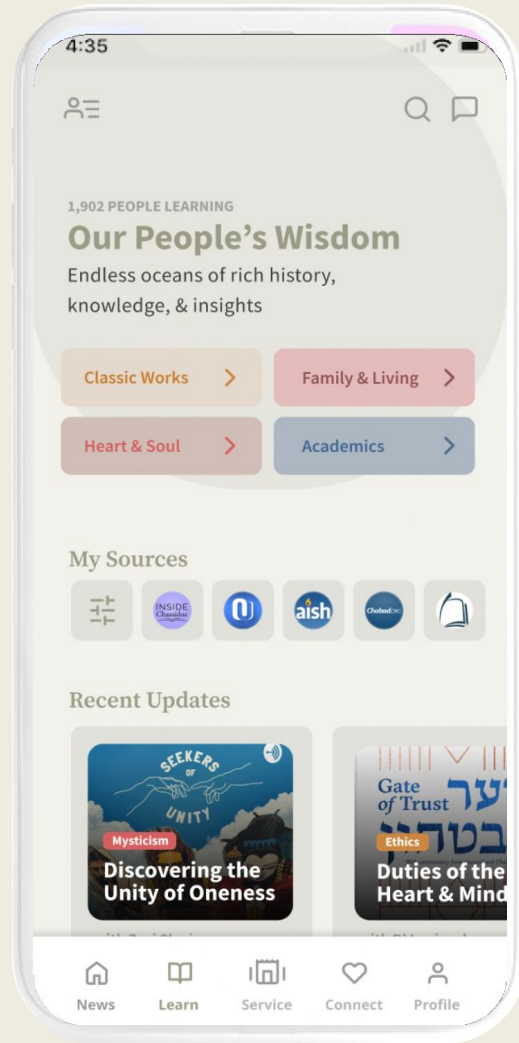 4:35
1,902 PEOPLE LEARNING
Our People's Wisdom
Endless oceans of rich history,
knowledge, & insights
Classic Works
Family & Living
Heart & Soul
Academics
My Sources
INSIDE
Chassidus
aish
Chabad.ORG
Recent Updates
SEEKERS
OF
UNITY
Mysticism
Discovering the
Unity of Oneness
Gate
of Trust
שער
בטחון
Ethics
Duties of the
Heart & Mind
News
Learn
Service
Connect
Profile